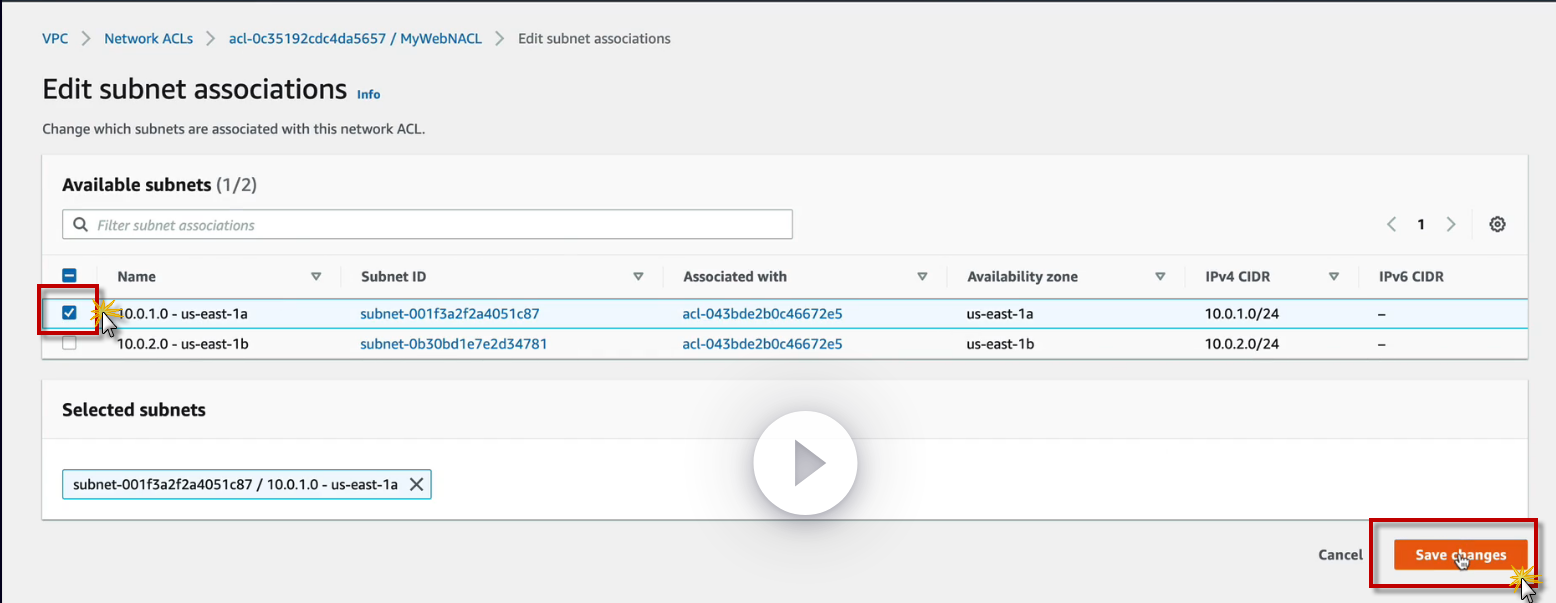 VPC > Network ACLs > acl-0c35192cdc4da5657 / MyWebNACL > Edit subnet associations
Edit subnet associations Info
Change which subnets are associated with this network ACL.
Available subnets (1/2)
Filter subnet associations
1
Name Subnet ID Associated with Availability zone IPv4 CIDR IPv6 CIDR
10.0.1.0 - us-east-1a subnet-001f3a2f2a4051c87 acl-043bde2b0c46672e5 us-east-1a 10.0.1.0/24 –
10.0.2.0 - us-east-1b subnet-0b30bd1e7e2d34781 acl-043bde2b0c46672e5 us-east-1b 10.0.2.0/24 –
Selected subnets
subnet-001f3a2f2a4051c87 / 10.0.1.0 - us-east-1a
Cancel Save changes